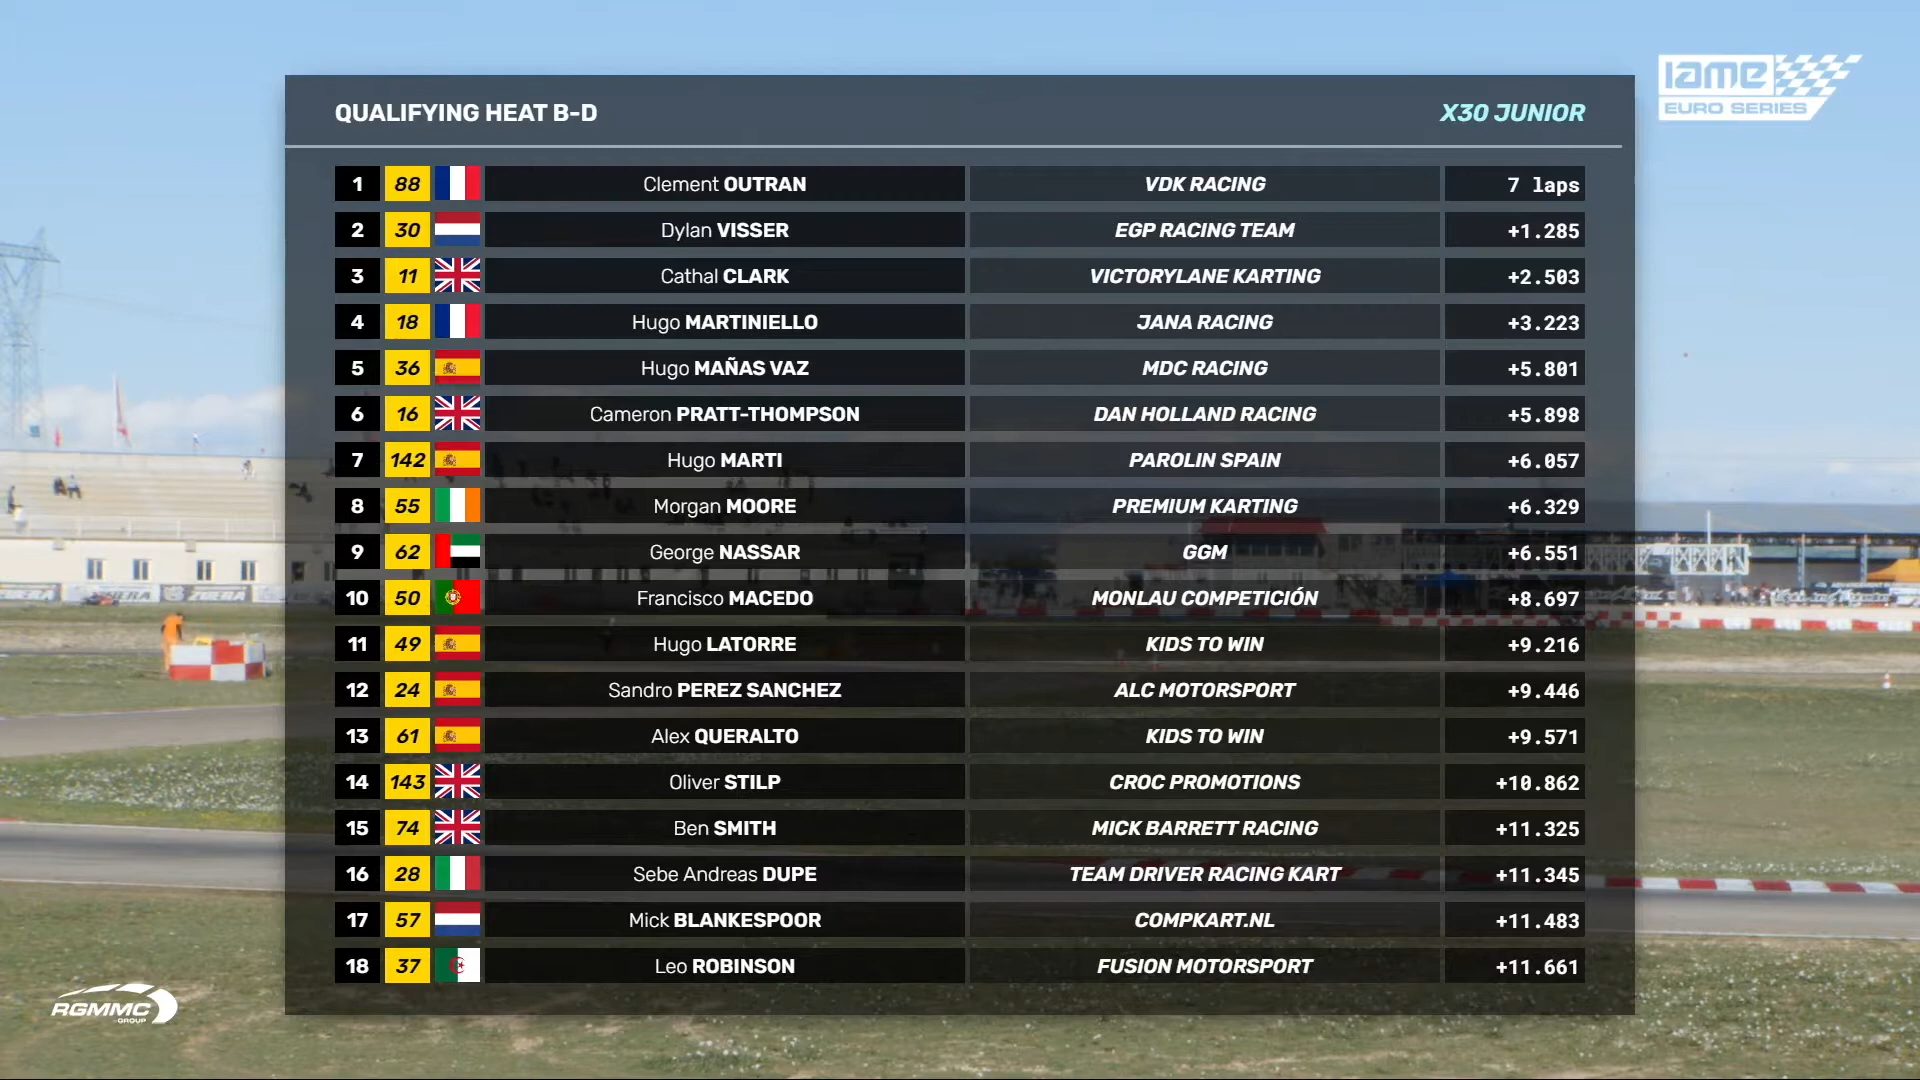 iame
EURO SERIES
QUALIFYING HEAT B-D X30 JUNIOR
1 88 Clement OUTRAN VDK RACING 7 laps
2 30 Dylan VISSER EGP RACING TEAM +1.285
3 11 Cathal CLARK VICTORYLANE KARTING +2.503
4 18 Hugo MARTINIELLO JANA RACING +3.223
5 36 Hugo MAÑAS VAZ MDC RACING +5.801
6 16 Cameron PRATT-THOMPSON DAN HOLLAND RACING +5.898
7 142 Hugo MARTI PAROLIN SPAIN +6.057
8 55 Morgan MOORE PREMIUM KARTING +6.329
9 62 George NASSAR GGM +6.551
10 50 Francisco MACEDO MONLAU COMPETICIÓN +8.697
11 49 Hugo LATORRE KIDS TO WIN +9.216
12 24 Sandro PEREZ SANCHEZ ALC MOTORSPORT +9.446
13 61 Alex QUERALTO KIDS TO WIN +9.571
14 143 Oliver STILP CROC PROMOTIONS +10.862
15 74 Ben SMITH MICK BARRETT RACING +11.325
16 28 Sebe Andreas DUPE TEAM DRIVER RACING KART +11.345
17 57 Mick BLANKESPOOR COMPKART.NL +11.483
18 37 Leo ROBINSON FUSION MOTORSPORT +11.661
RGMMC
GROUP